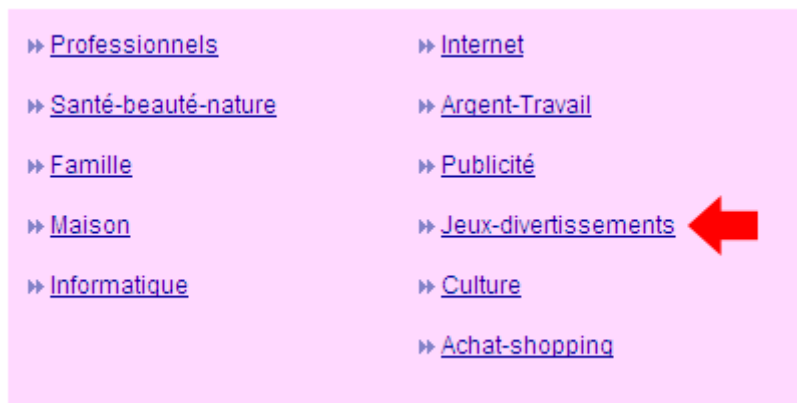 Professionnels
Santé-beauté-nature
Famille
Maison
Informatique
Internet
Argent-Travail
Publicité
Jeux-divertissements
Culture
Achat-shopping